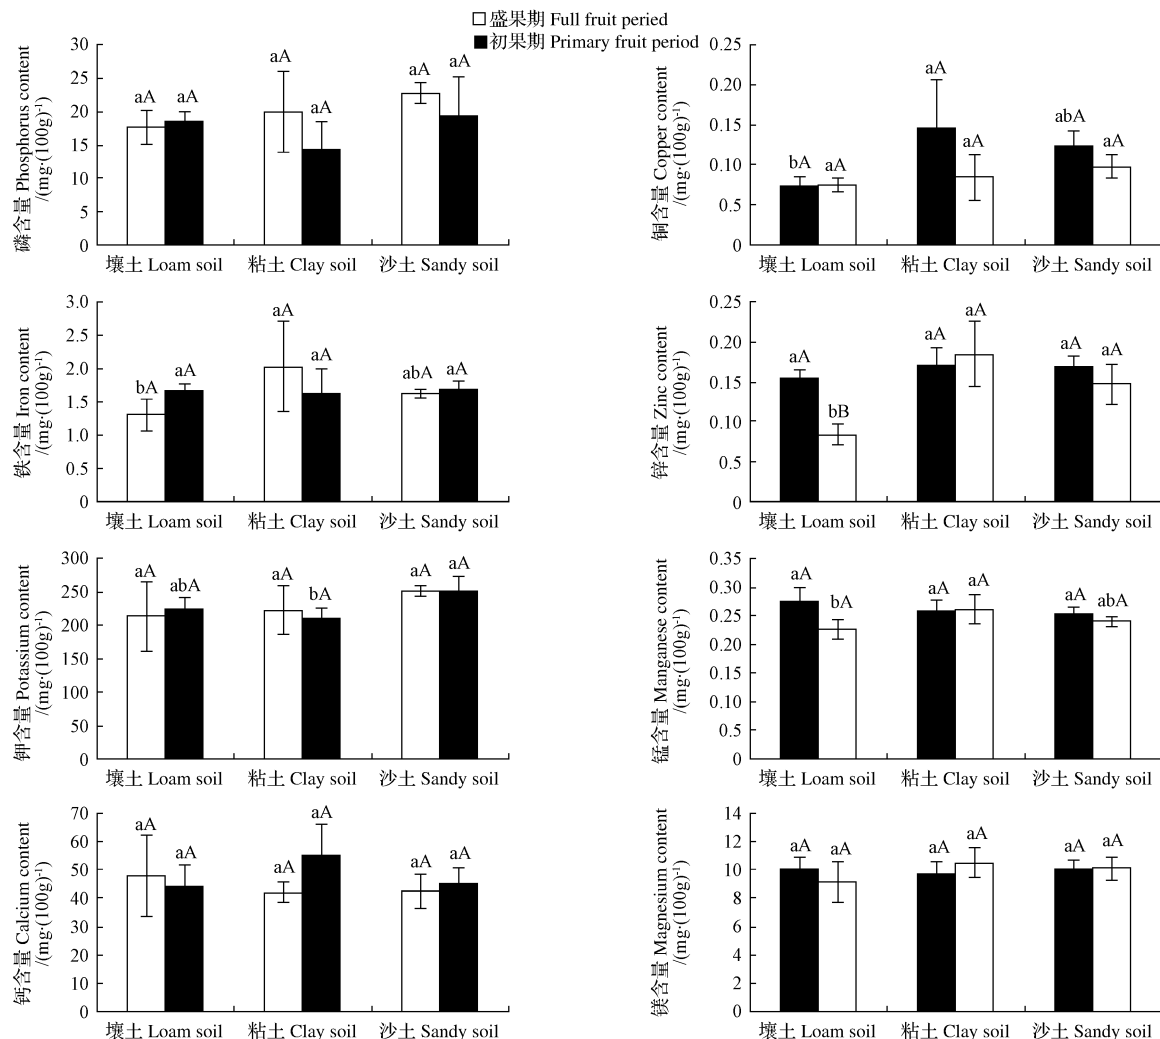 盛果期 Full fruit peried
初果期 Primary fruit period
磷含量 Phosphorus content
/(mg·(100g)-1)
30
25
20
15
10
5
0
aA aA aA aA aA aA
壤土 Loam soil 粘土 Clay soil 沙土 Sandy soil
铜含量 Copper content
/(mg·(100g)-1)
0.25
0.20
0.15
0.10
0.5
0
bA aA aA aA abA aA
壤土 Loam soil 粘土 Clay soil 沙土 Sandy soil
铁含量 Iron content
/(mg·(100g)-1)
3.0
2.5
2.0
1.5
1.0
0.5
0.0
bA aA aA aA abA aA
壤土 Loam soil 粘土 Clay soil 沙土 Sandy soil
锌含量 Zinc content
/(mg·(100g)-1)
0.25
0.20
0.15
0.10
0.5
0
aA bB aA aA aA aA
壤土 Loam soil 粘土 Clay soil 沙土 Sandy soil
钾含量 Potassium content
/(mg·(100g)-1)
300
250
200
150
300
50
0
aA abA aA bA aA aA
壤土 Loam soil 粘土 Clay soil 沙土 Sandy soil
锰含量 Manganese content
/(mg·(100g)-1)
0.35
0.30
0.25
0.20
0.10
0.10
0.5
0
aA bA aA aA aA abA
壤土 Loam soil 粘土 Clay soil 沙土 Sandy soil
钙含量 Calcium content
/(mg·(100g)-1)
70
60
50
40
30
20
10
0
aA aA aA aA aA aA
壤土 Loam soil 粘土 Clay soil 沙土 Sandy soil
镁含量 Magnesium content
/(mg·(100g)-1)
14
12
10
8
6
4
2
0
aA aA aA aA aA aA
壤土 Loam soil 粘土 Clay soil 沙土 Sandy soil